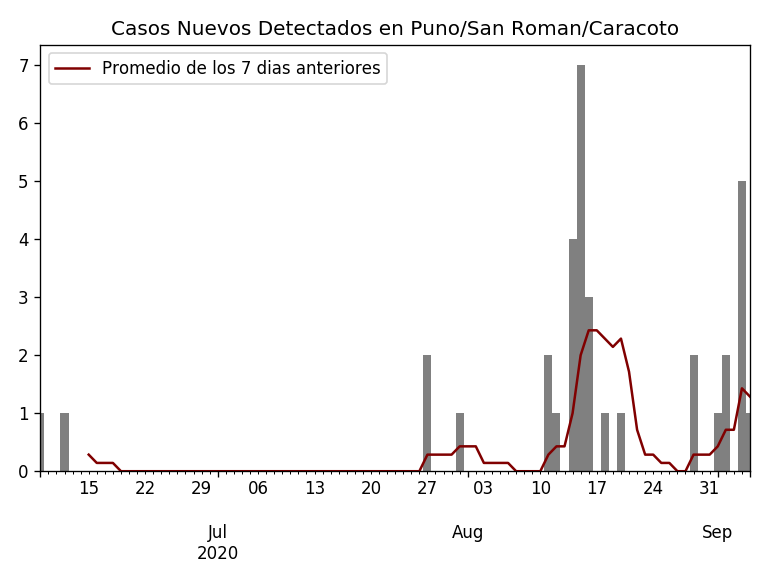 Casos Nuevos Detectados en Puno/San Roman/Caracoto
Promedio de los 7 dias anteriores
7
6
5
4
3
2
1
0
15 22 29 06 13 20 27 03 10 17 24 31
Jul Aug Sep
2020